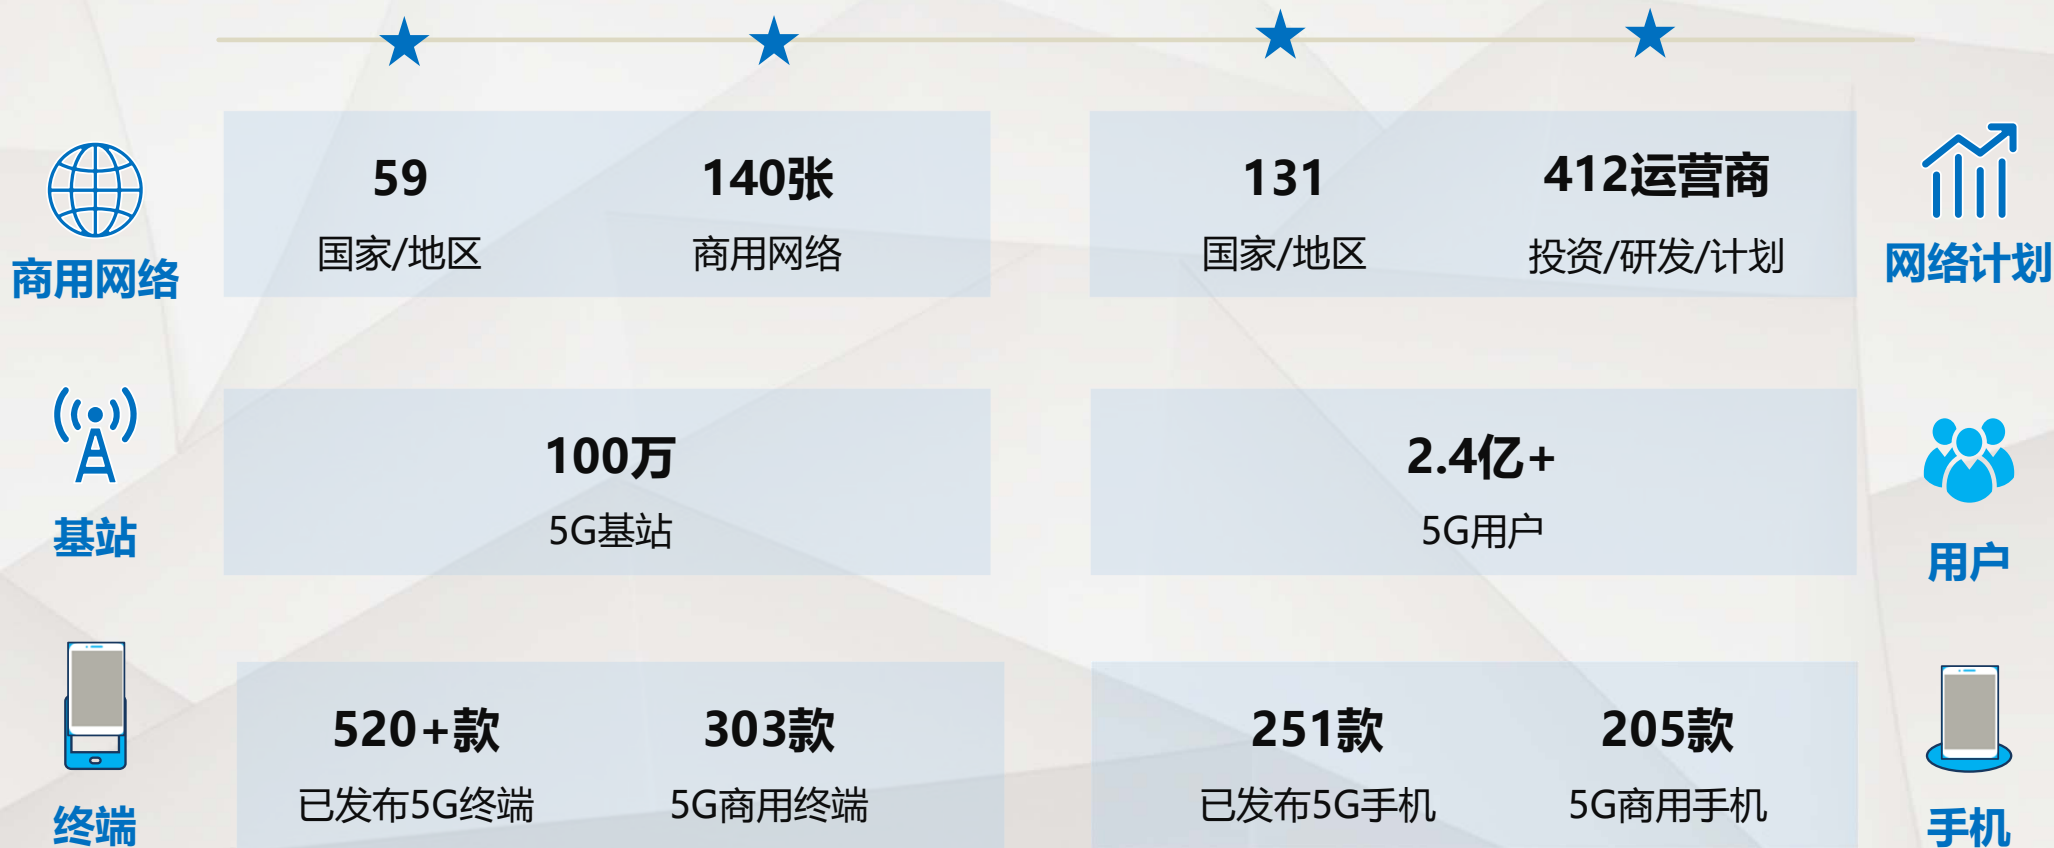 商用网络
59
国家/地区
140张
商用网络
131
国家/地区
412运营商
投资/研发/计划
网络计划
基站
100万
5G基站
2.4亿+
5G用户
用户
终端
520+款
已发布5G终端
303款
5G商用终端
251款
已发布5G手机
205款
5G商用手机
手机